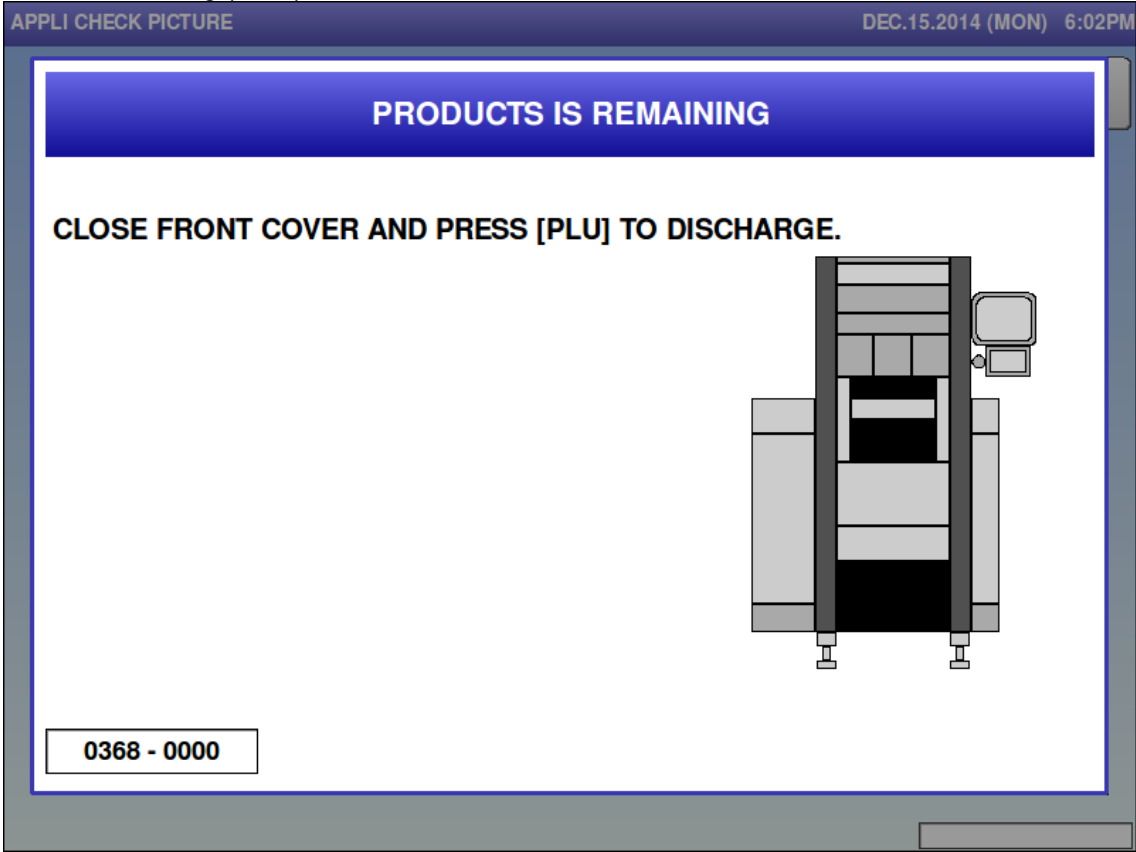 APPLI CHECK PICTURE DEC.15.2014 (MON) 6:02PM
PRODUCTS IS REMAINING
CLOSE FRONT COVER AND PRESS [PLU] TO DISCHARGE.
0368 - 0000